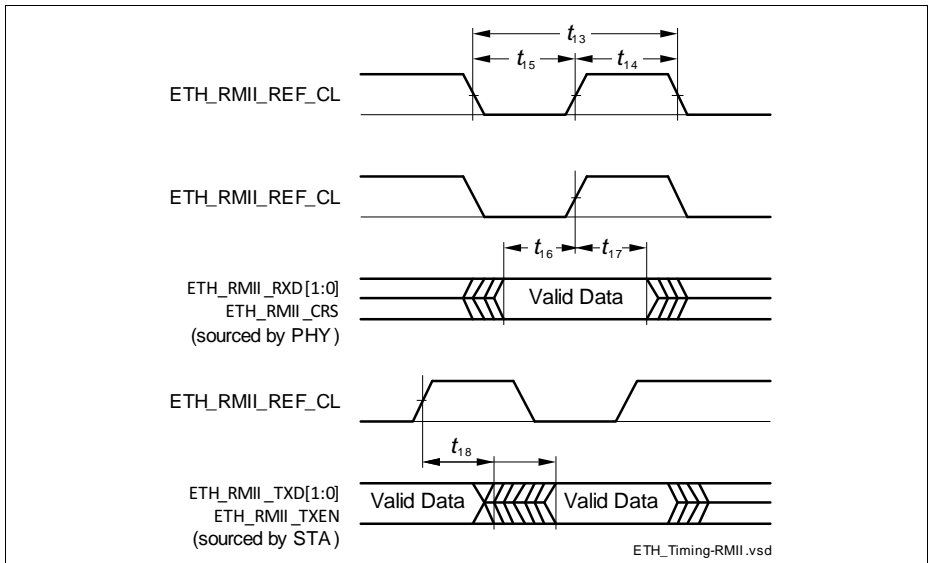 t13
t15 t14
ETH_RMII_REF_CL
ETH_RMII_REF_CL
t16 t17
ETH_RMII_RXD[1:0]
ETH_RMII_CRS
(sourced by PHY)
Valid Data
ETH_RMII_REF_CL
t18
ETH_RMII_TXD[1:0]
ETH_RMII_TXEN
(sourced by STA)
Valid Data Valid Data
ETH_Timing-RMII.vsd